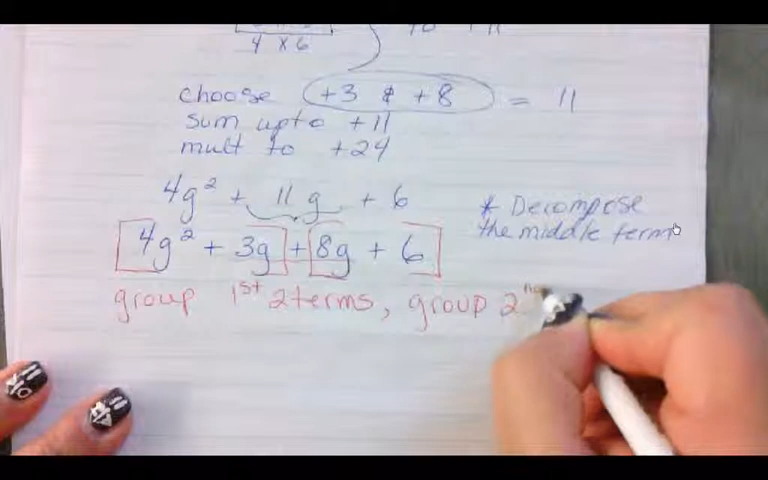 4 x 6
choose +3 & +8 = 11
sum up to +11
mult to +24
4g² + 11g + 6
* Decompose
the middle term
4g² + 3g + 8g + 6
group 1st 2 terms, group 2